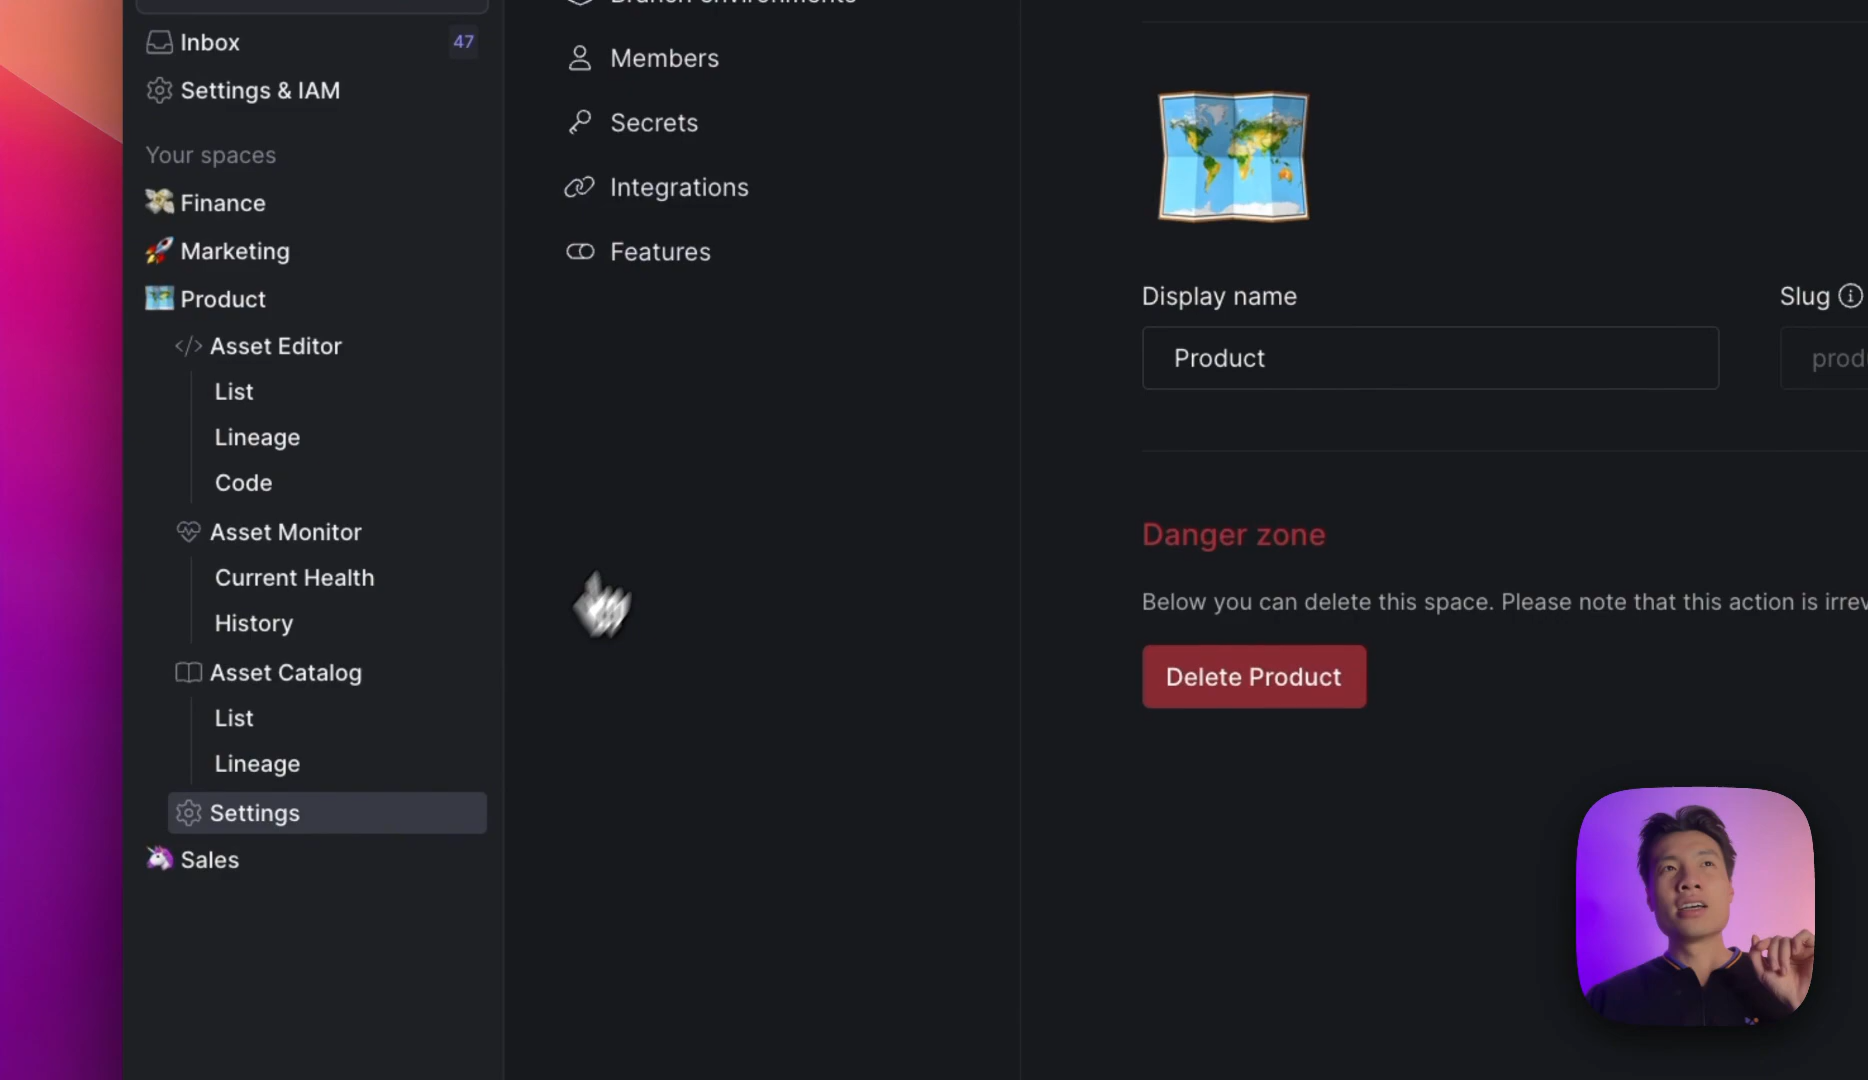 Inbox
47
Settings & IAM
Your spaces
Finance
Marketing
Product
Asset Editor
List
Lineage
Code
Asset Monitor
Current Health
History
Asset Catalog
List
Lineage
Settings
Sales
Branch environments
Members
Secrets
Integrations
Features
Display name
Product
Slug
Danger zone
Below you can delete this space. Please note that this action is
Delete Product